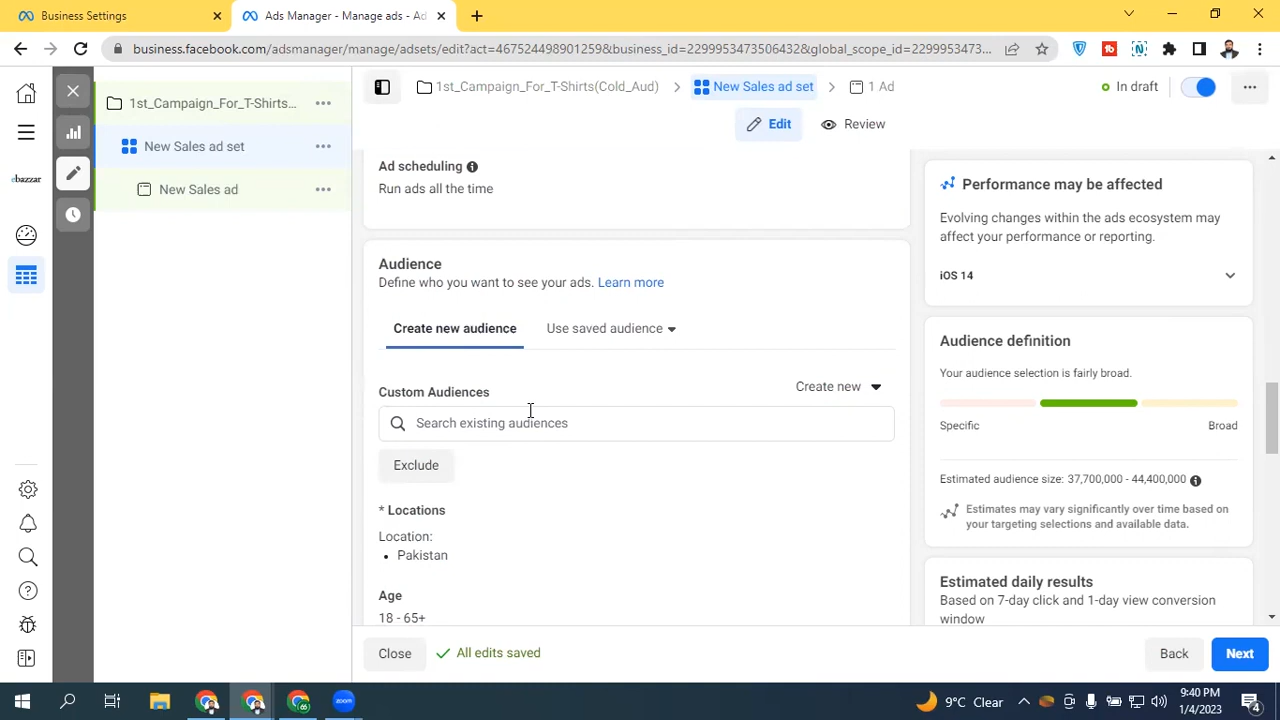 Business Settings
Ads Manager - Manage ads - Ad
business.facebook.com/adsmanager/manage/adsets/edit?act=467524498901259&business_id=2299953473506432&global_scope_id=2299953473...
1st_Campaign_For_T-Shirts...
New Sales ad set
New Sales ad
ebazzar
1st_Campaign_For_T-Shirts(Cold_Aud)
New Sales ad set
1 Ad
In draft
Edit
Review
Ad scheduling
Run ads all the time
Audience
Define who you want to see your ads. Learn more
Create new audience
Use saved audience
Custom Audiences
Create new
Search existing audiences
Exclude
* Locations
Location:
• Pakistan
Age
18 - 65+
Performance may be affected
Evolving changes within the ads ecosystem may
affect your performance or reporting.
iOS 14
Audience definition
Your audience selection is fairly broad.
Specific
Broad
Estimated audience size: 37,700,000 - 44,400,000
Estimates may vary significantly over time based on
your targeting selections and available data.
Estimated daily results
Based on 7-day click and 1-day view conversion
window
Close
All edits saved
Back
Next
zoom
9°C Clear
9:40 PM
1/4/2023
4